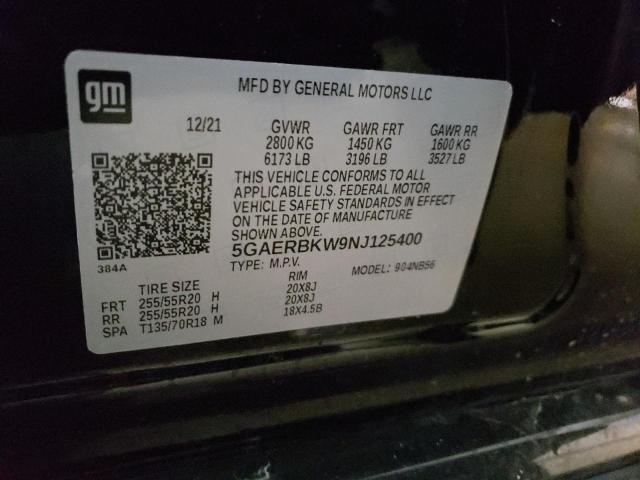 gm
MFD BY GENERAL MOTORS LLC
12/21 GVWR GAWR FRT GAWR RR
2800 KG 1450 KG 1600 KG
6173 LB 3196 LB 3527 LB
THIS VEHICLE CONFORMS TO ALL
APPLICABLE U.S. FEDERAL MOTOR
VEHICLE SAFETY STANDARDS IN EFFECT
ON THE DATE OF MANUFACTURE
SHOWN ABOVE.
5GAERBKW9NJ125400
384A
TYPE: M.P.V. MODEL: 904NB56
TIRE SIZE RIM
FRT 255/55R20 H 20X8J
RR 255/55R20 H 20X8J
SPA T135/70R18 M 18X4.5B